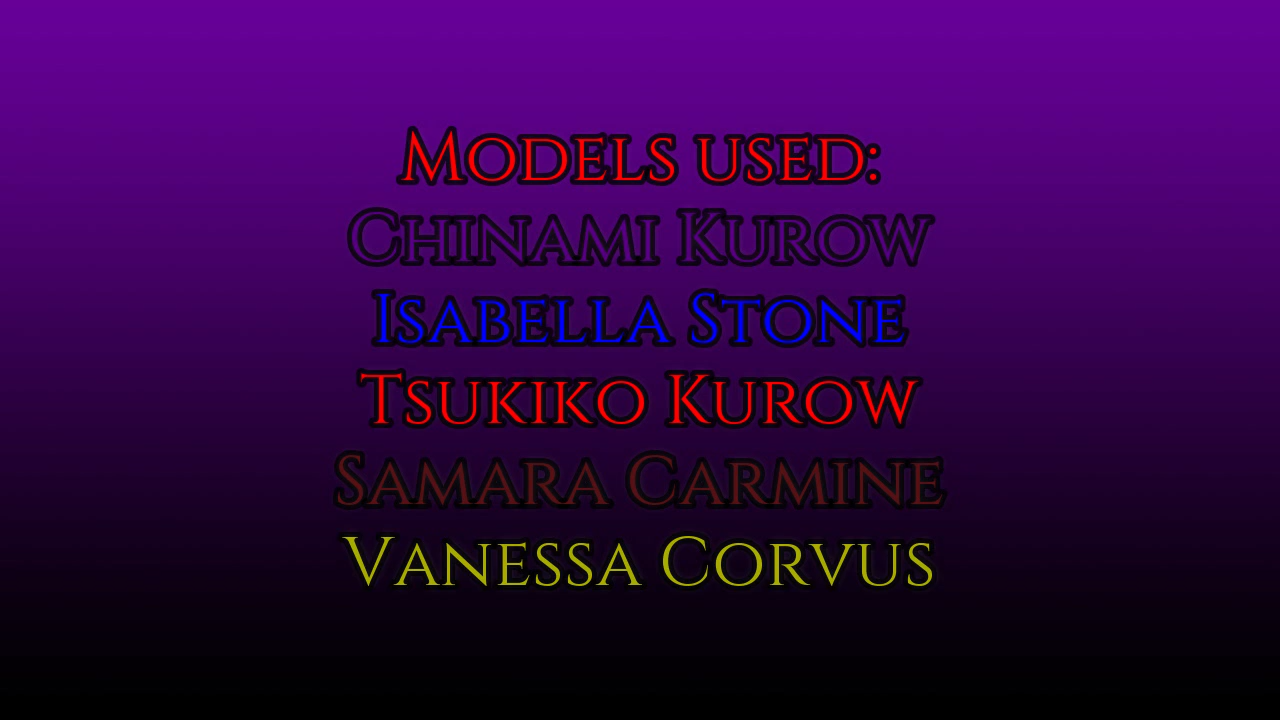 Models used:
Chinami Kurow
Isabella Stone
Tsukiko Kurow
Samara Carmine
Vanessa Corvus